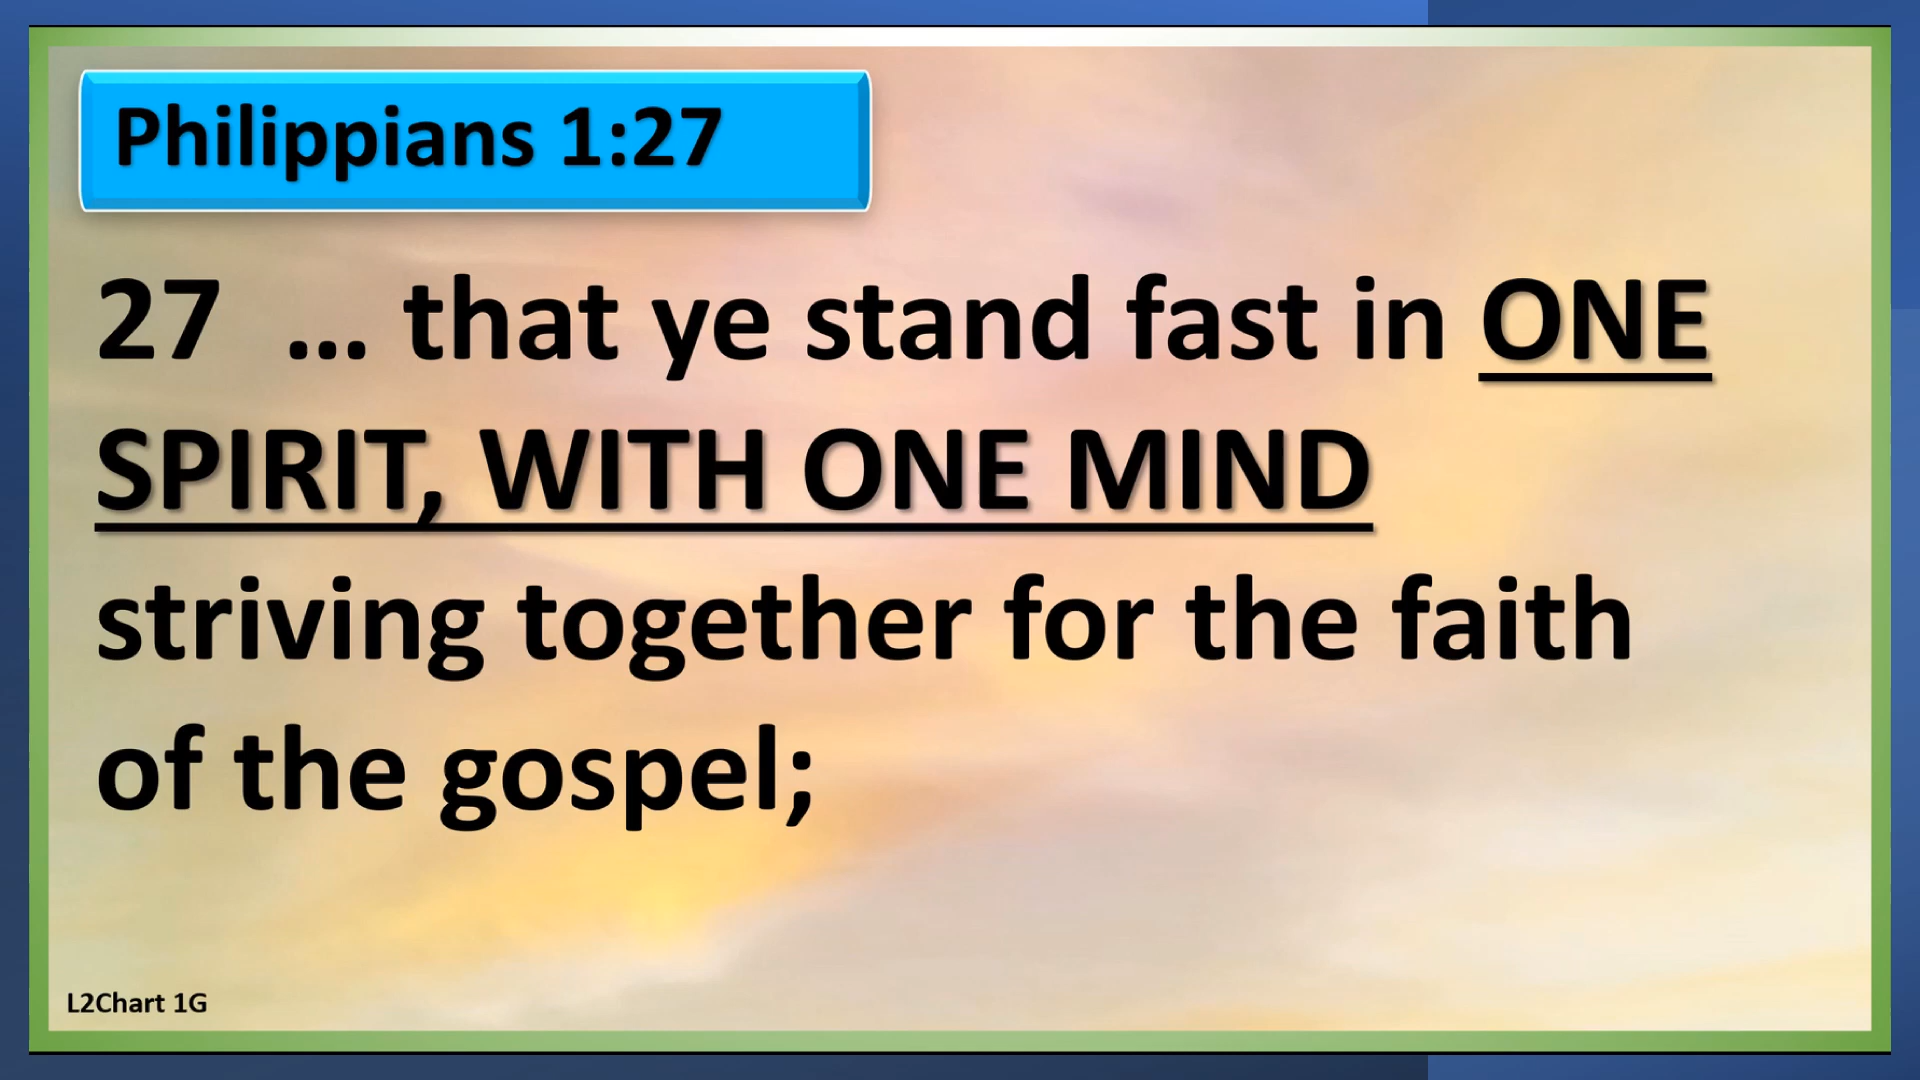 Philippians 1:27
27 ... that ye stand fast in ONE
SPIRIT, WITH ONE MIND
striving together for the faith
of the gospel;
L2Chart 1G